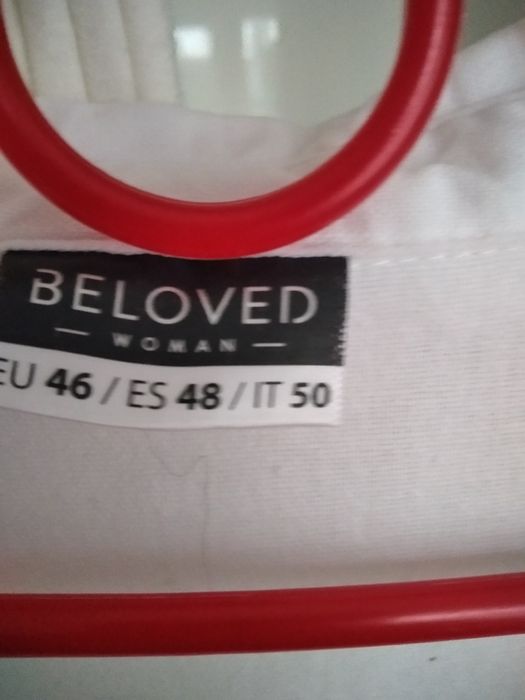 BELOVED
— WOMAN —
EU 46 / ES 48 / IT 50